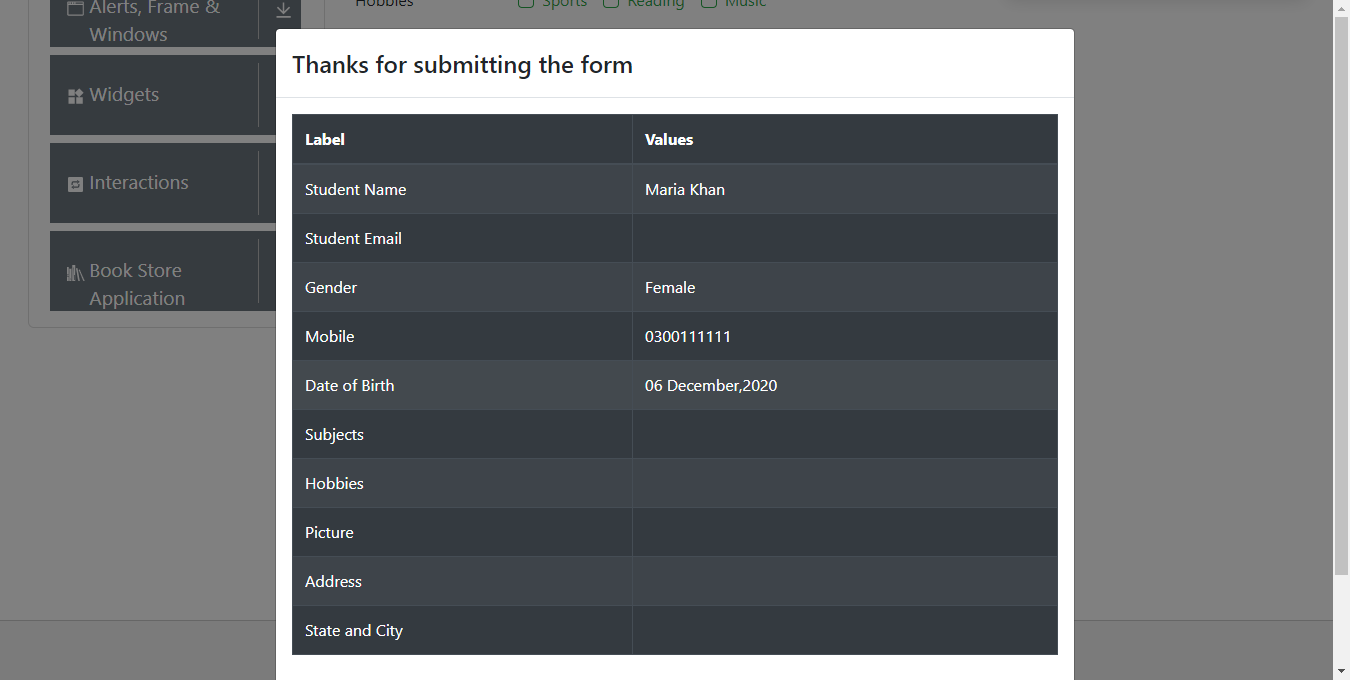 Alerts, Frame &
Windows
Hobbies Sports Reading Music
Thanks for submitting the form
Widgets
Interactions
Book Store
Application
Label Values
Student Name Maria Khan
Student Email
Gender Female
Mobile 0300111111
Date of Birth 06 December,2020
Subjects
Hobbies
Picture
Address
State and City